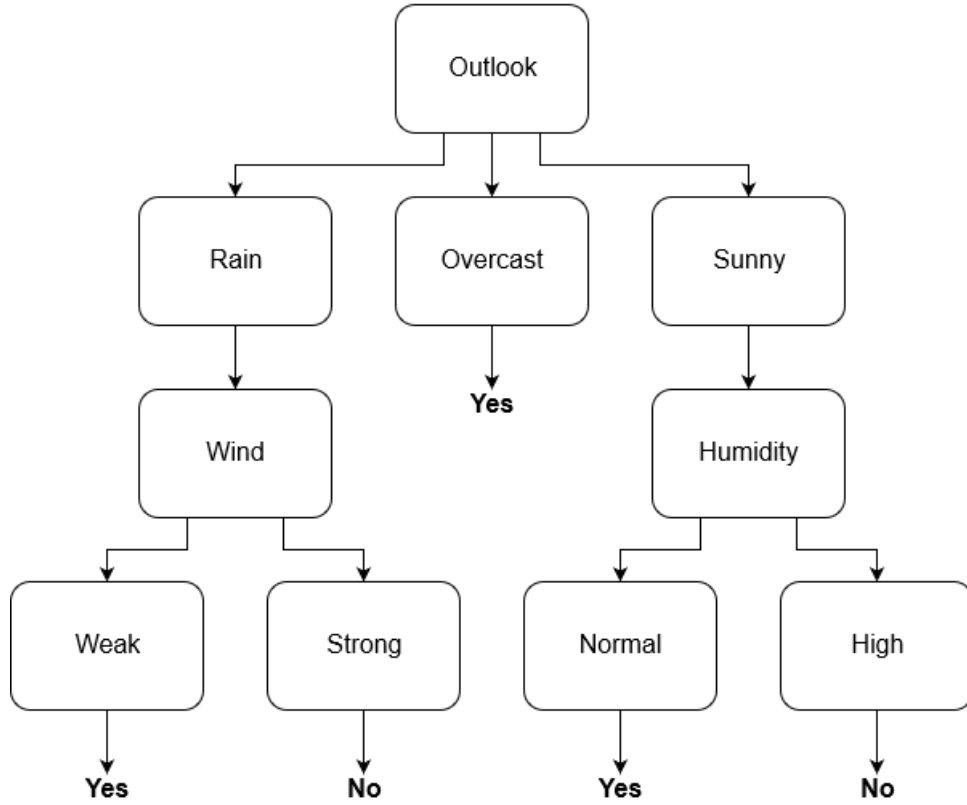 Outlook
Rain
Overcast
Sunny
Yes
Wind
Humidity
Weak
Strong
Normal
High
Yes
No
Yes
No